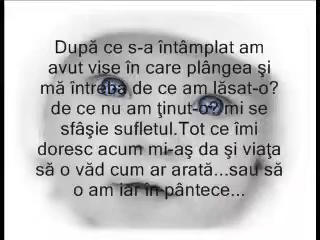 După ce s-a întâmplat am
avut vise în care plângea şi
mă întreba de ce am lăsat-o?
de ce nu am ţinut-o? mi se
sfâşie sufletul.Tot ce îmi
doresc acum mi-aş da şi viaţa
să o văd cum ar arată...sau să
o am iar în pântece...